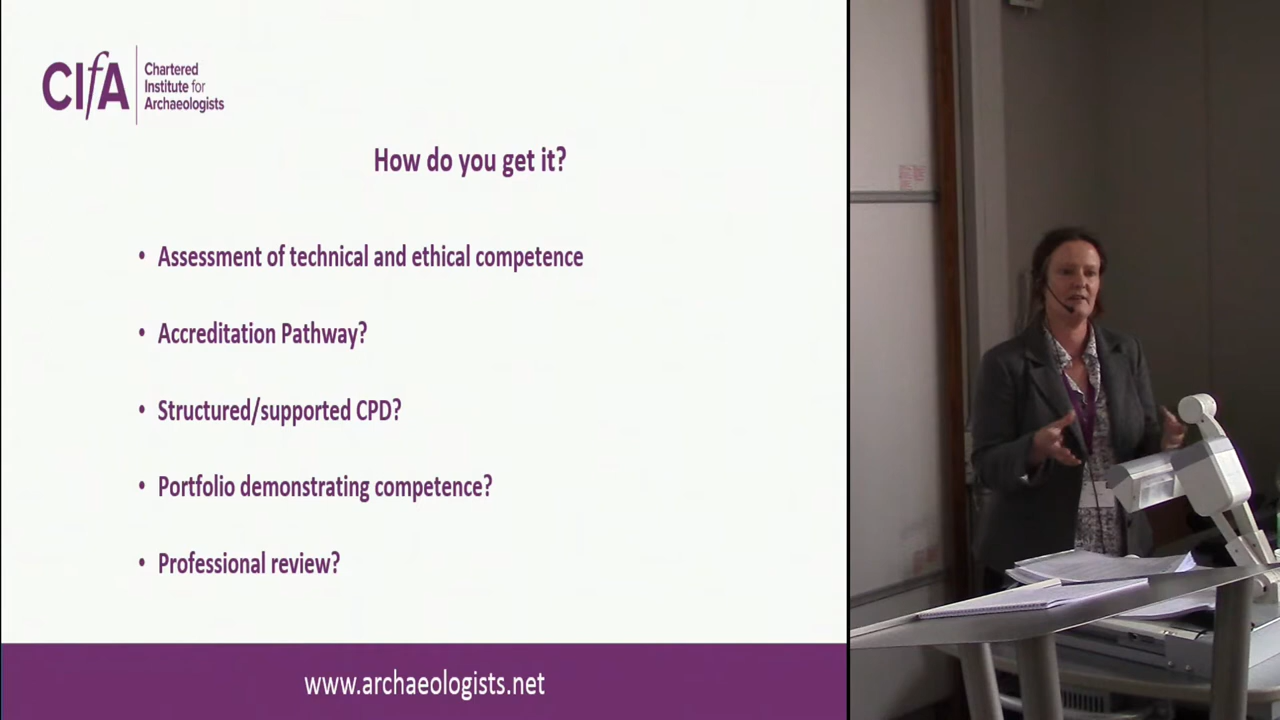 CIfA
Chartered
Institute for
Archaeologists
How do you get it?
• Assessment of technical and ethical competence
• Accreditation Pathway?
• Structured/supported CPD?
• Portfolio demonstrating competence?
• Professional review?
www.archaeologists.net